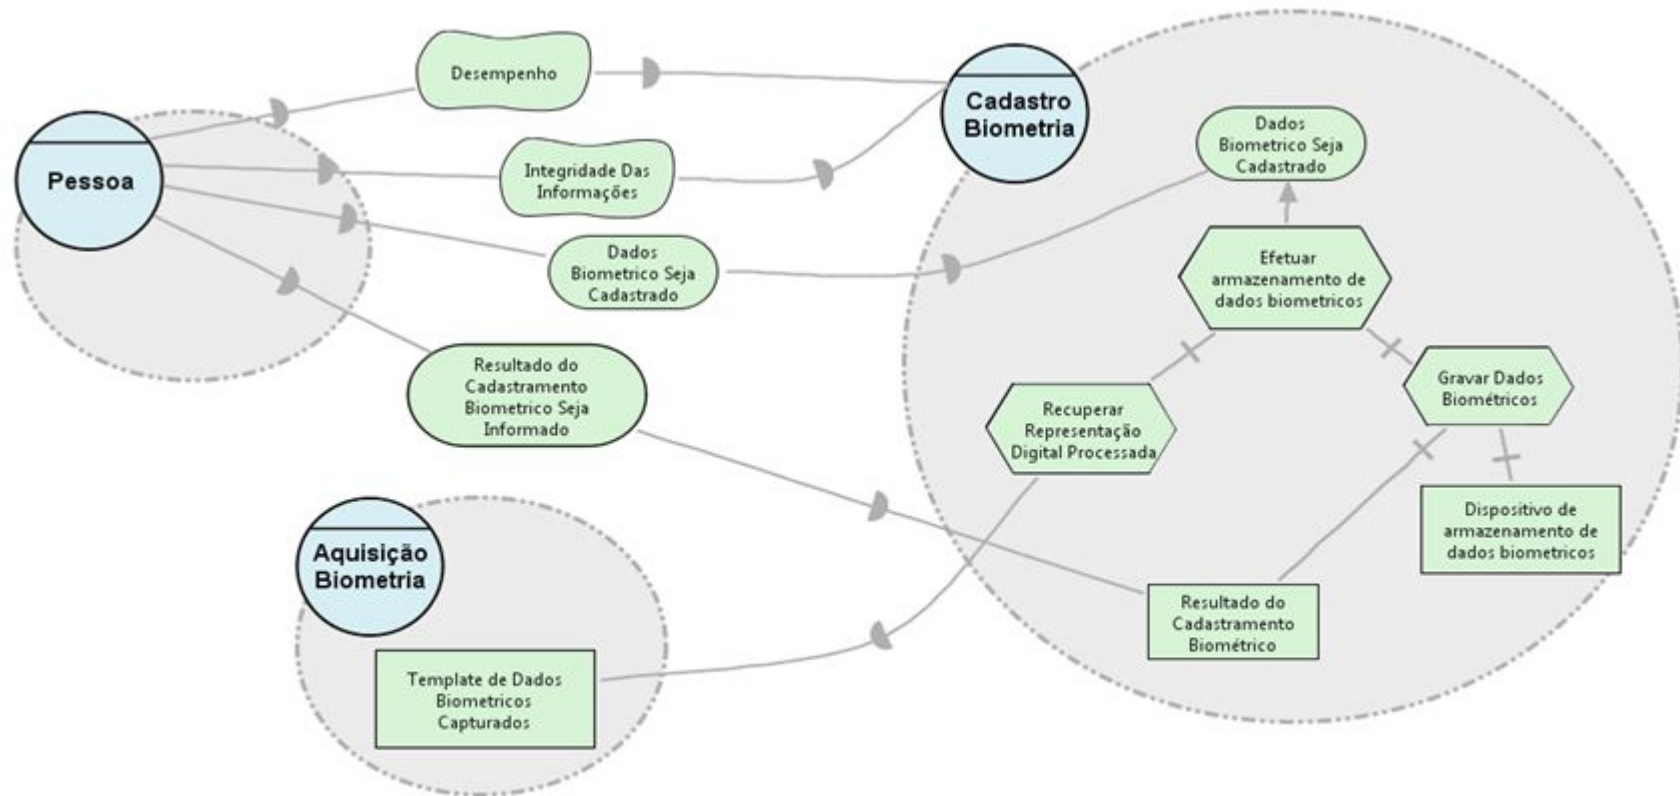 Desempenho
Pessoa
Integridade Das
Informações
Dados
Biometrico Seja
Cadastrado
Resultado do
Cadastramento
Biometrico Seja
Informado
Cadastro
Biometria
Dados
Biometrico Seja
Cadastrado
Efetuar
armazenamento de
dados biometricos
Recuperar
Representação
Digital Processada
Gravar Dados
Biométricos
Dispositivo de
armazenamento de
dados biometricos
Resultado do
Cadastramento
Biométrico
Aquisição
Biometria
Template de Dados
Biometricos
Capturados